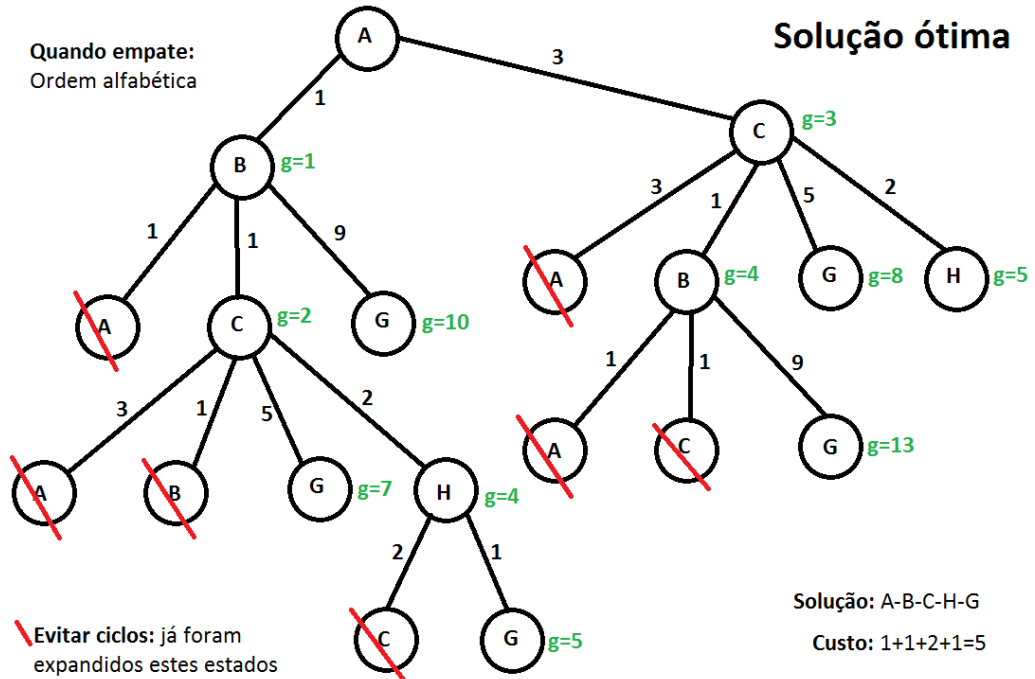 Solução ótima
Quando empate:
Ordem alfabética
A
3
1
C
g=3
B
g=1
3
1
5
2
1
1
9
A
B
g=4
G
g=8
H
g=5
A
C
g=2
G
g=10
1
1
9
3
1
5
2
A
C
G
g=13
A
B
G
g=7
H
g=4
2
1
C
G
g=5
Solução: A-B-C-H-G
Custo: 1+1+2+1=5
Evitar ciclos: já foram
expandidos estes estados